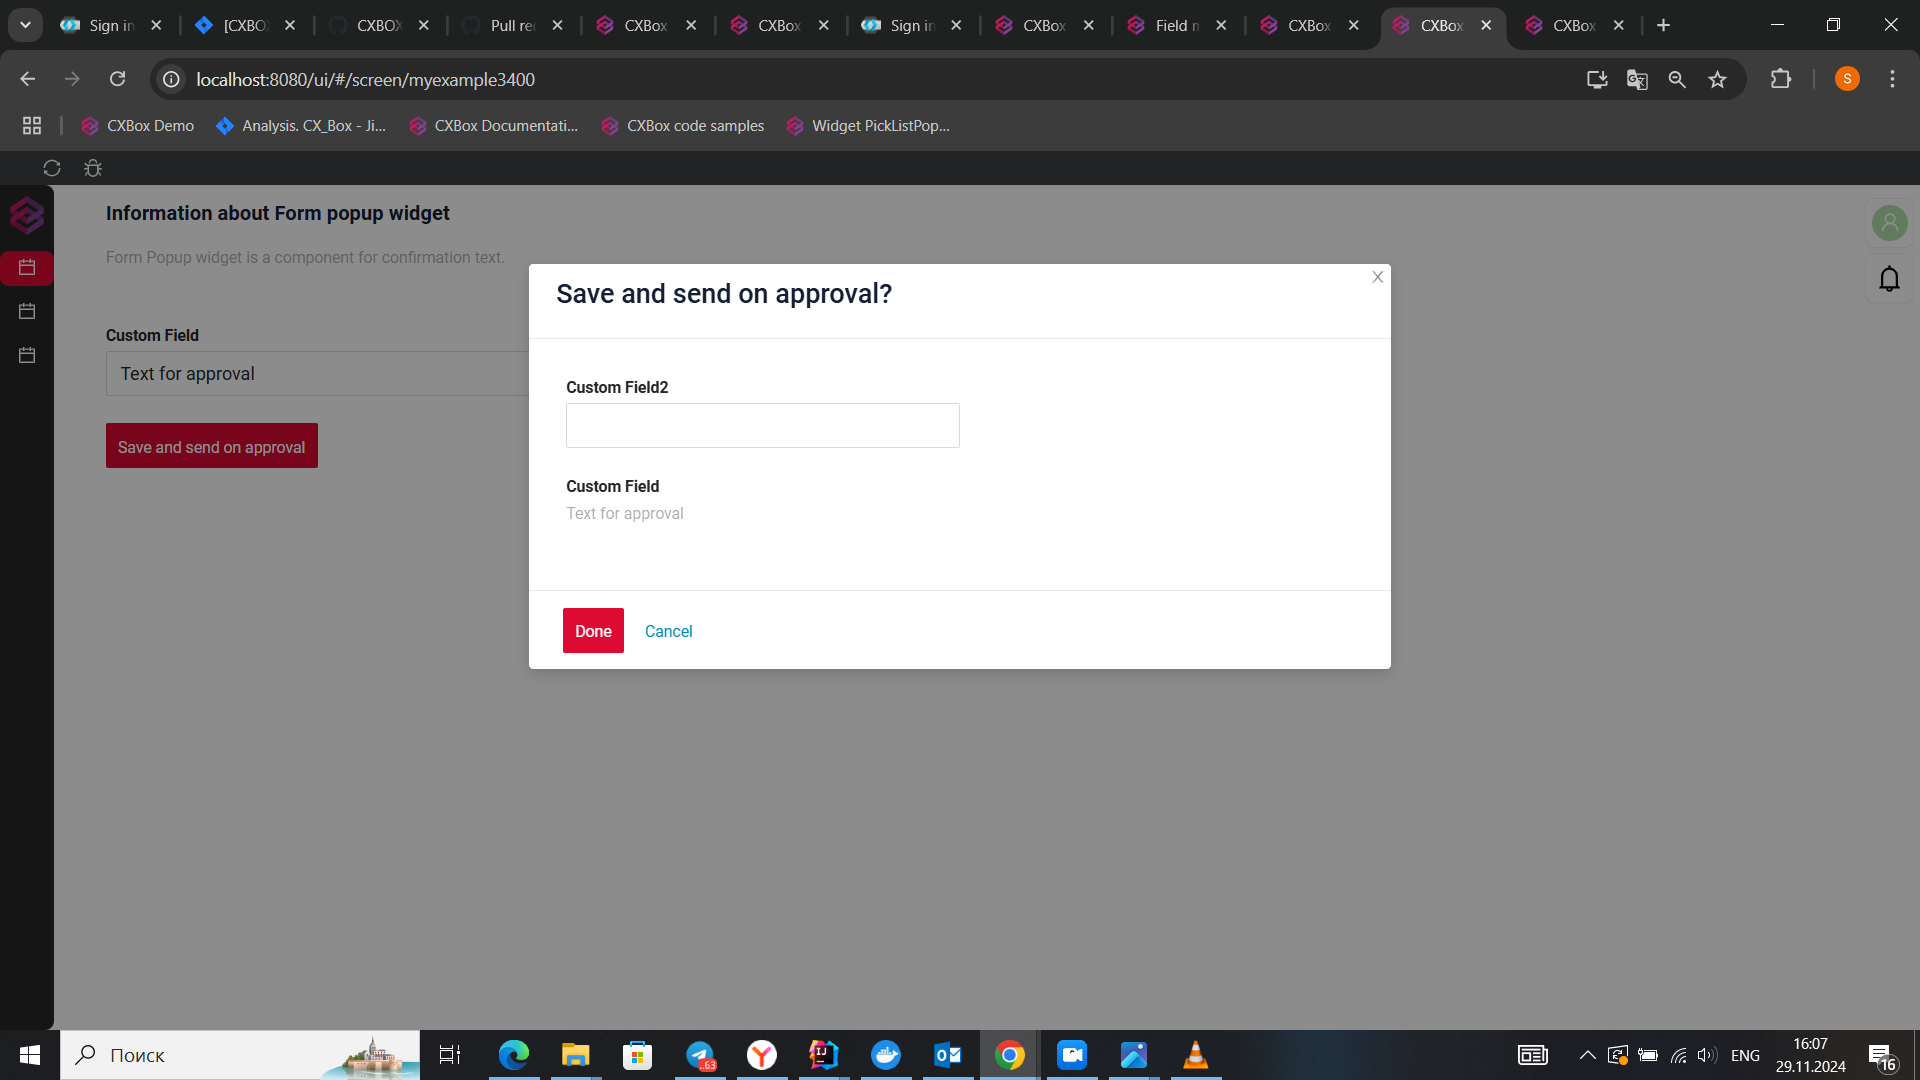 Sign in
[CXBO
CXBOX
Pull re
CXBox
CXBox
Sign in
CXBox
Field m
CXBox
CXBox
CXBox
localhost:8080/ui/#/screen/myexample3400
S
CXBox Demo
Analysis. CX_Box - Ji...
CXBox Documentati...
CXBox code samples
Widget PickListPop...
Information about Form popup widget
Form Popup widget is a component for confirmation text.
Custom Field
Text for approval
Save and send on approval
Save and send on approval?
Custom Field2
Custom Field
Text for approval
Done
Cancel
Поиск
..63
ENG
16:07
29.11.2024
16